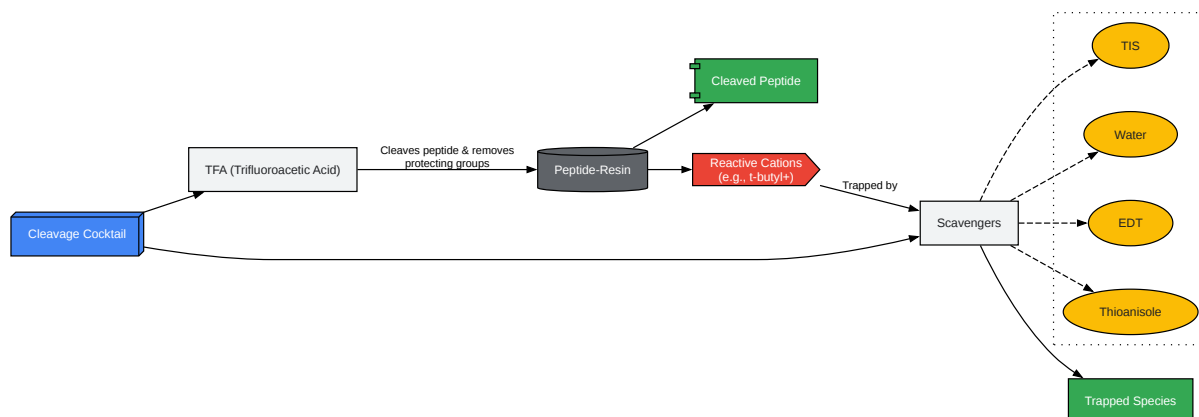 TIS
Cleaved Peptide
Water
Cleaves peptide & removes
protecting groups
TFA (Trifluoroacetic Acid)
Peptide-Resin
Reactive Cations
(e.g., t-butyl+)
Trapped by
Cleavage Cocktail
Scavengers
EDT
Thioanisole
Trapped Species